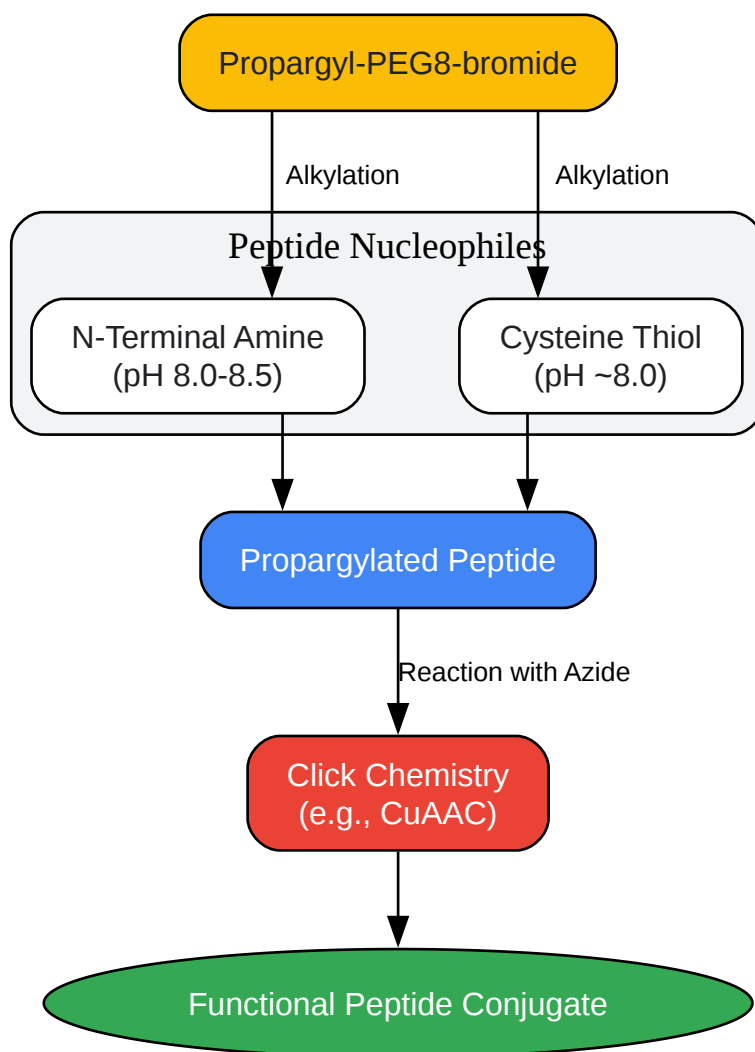 Propargyl-PEG8-bromide
Alkylation
Alkylation
Peptide Nucleophiles
N-Terminal Amine
(pH 8.0-8.5)
Cysteine Thiol
(pH ~8.0)
Propargylated Peptide
Reaction with Azide
Click Chemistry
(e.g., CuAAC)
Functional Peptide Conjugate